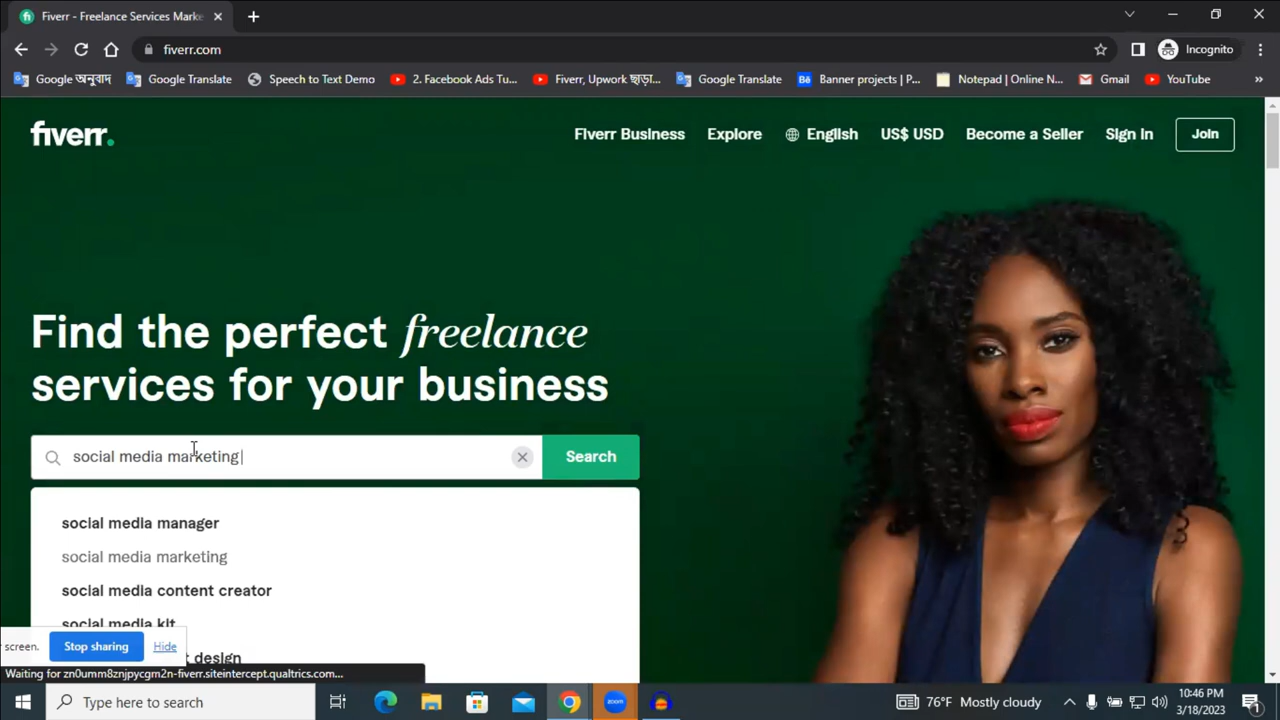 Fiverr - Freelance Services Marke
fiverr.com
Incognito
Google অনুবাদ
Google Translate
Speech to Text Demo
2. Facebook Ads Tu...
Fiverr, Upwork ছাড়া...
Google Translate
Banner projects | P...
Notepad | Online N...
Gmail
YouTube
»
fiverr.
Fiverr Business
Explore
English
US$ USD
Become a Seller
Sign in
Join
Find the perfect freelance
services for your business
social media marketing
Search
social media manager
social media marketing
social media content creator
social media kit
design
screen.
Stop sharing
Hide
Waiting for zn0umm8znjpycgm2n-fiverr.siteintercept.qualtrics.com...
Type here to search
zoom
76°F Mostly cloudy
10:46 PM
3/18/2023
1